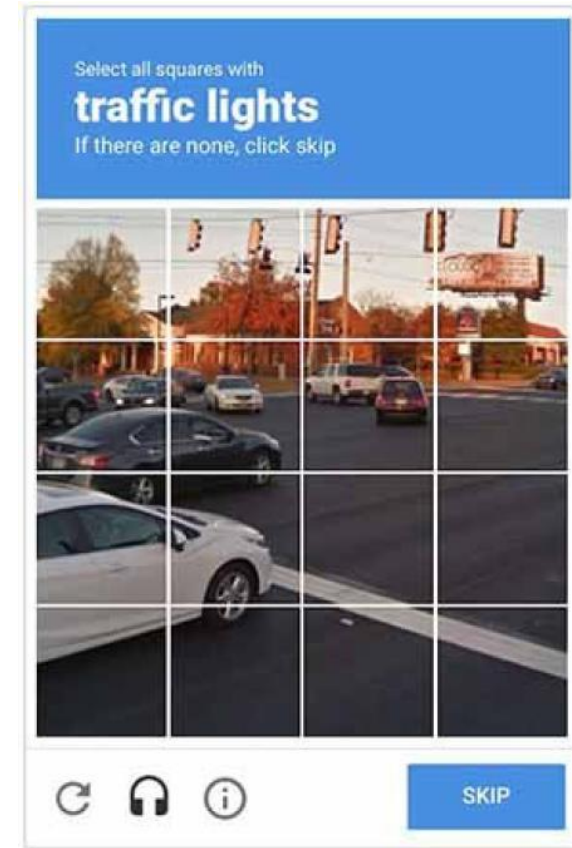 Select all squares with
traffic lights
If there are none, click skip
SKIP